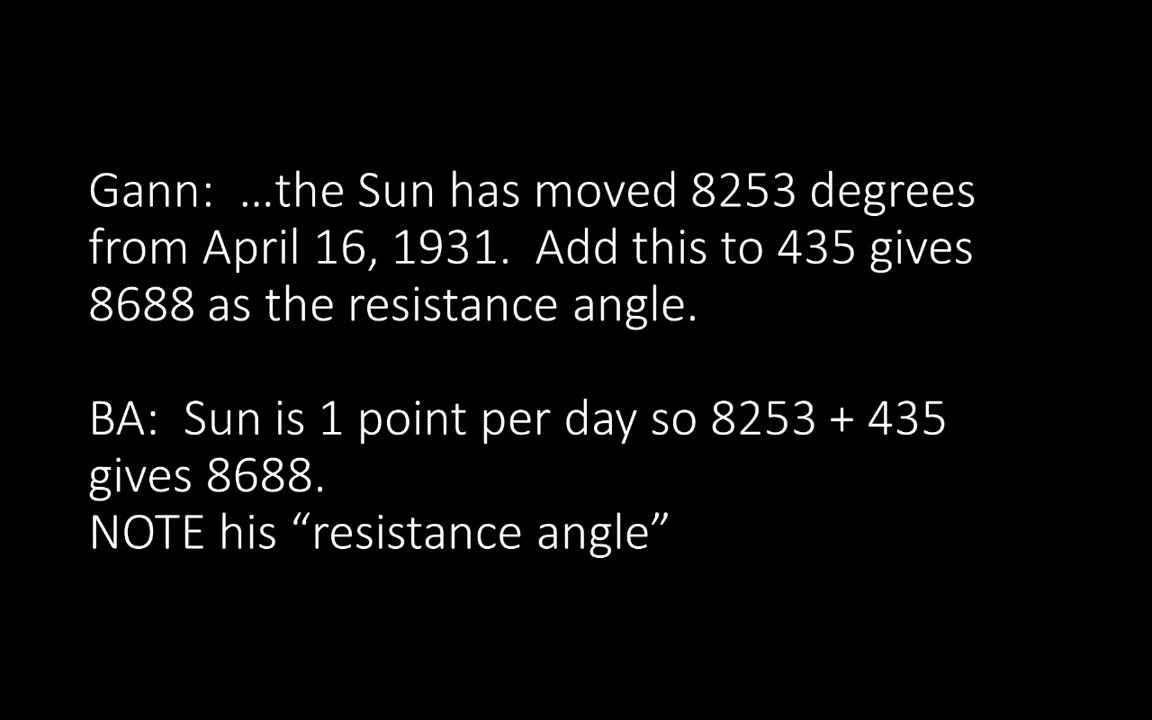 Gann:  …the Sun has moved 8253 degrees
from April 16, 1931.  Add this to 435 gives
8688 as the resistance angle.
BA:  Sun is 1 point per day so 8253 + 435
gives 8688.
NOTE his “resistance angle”